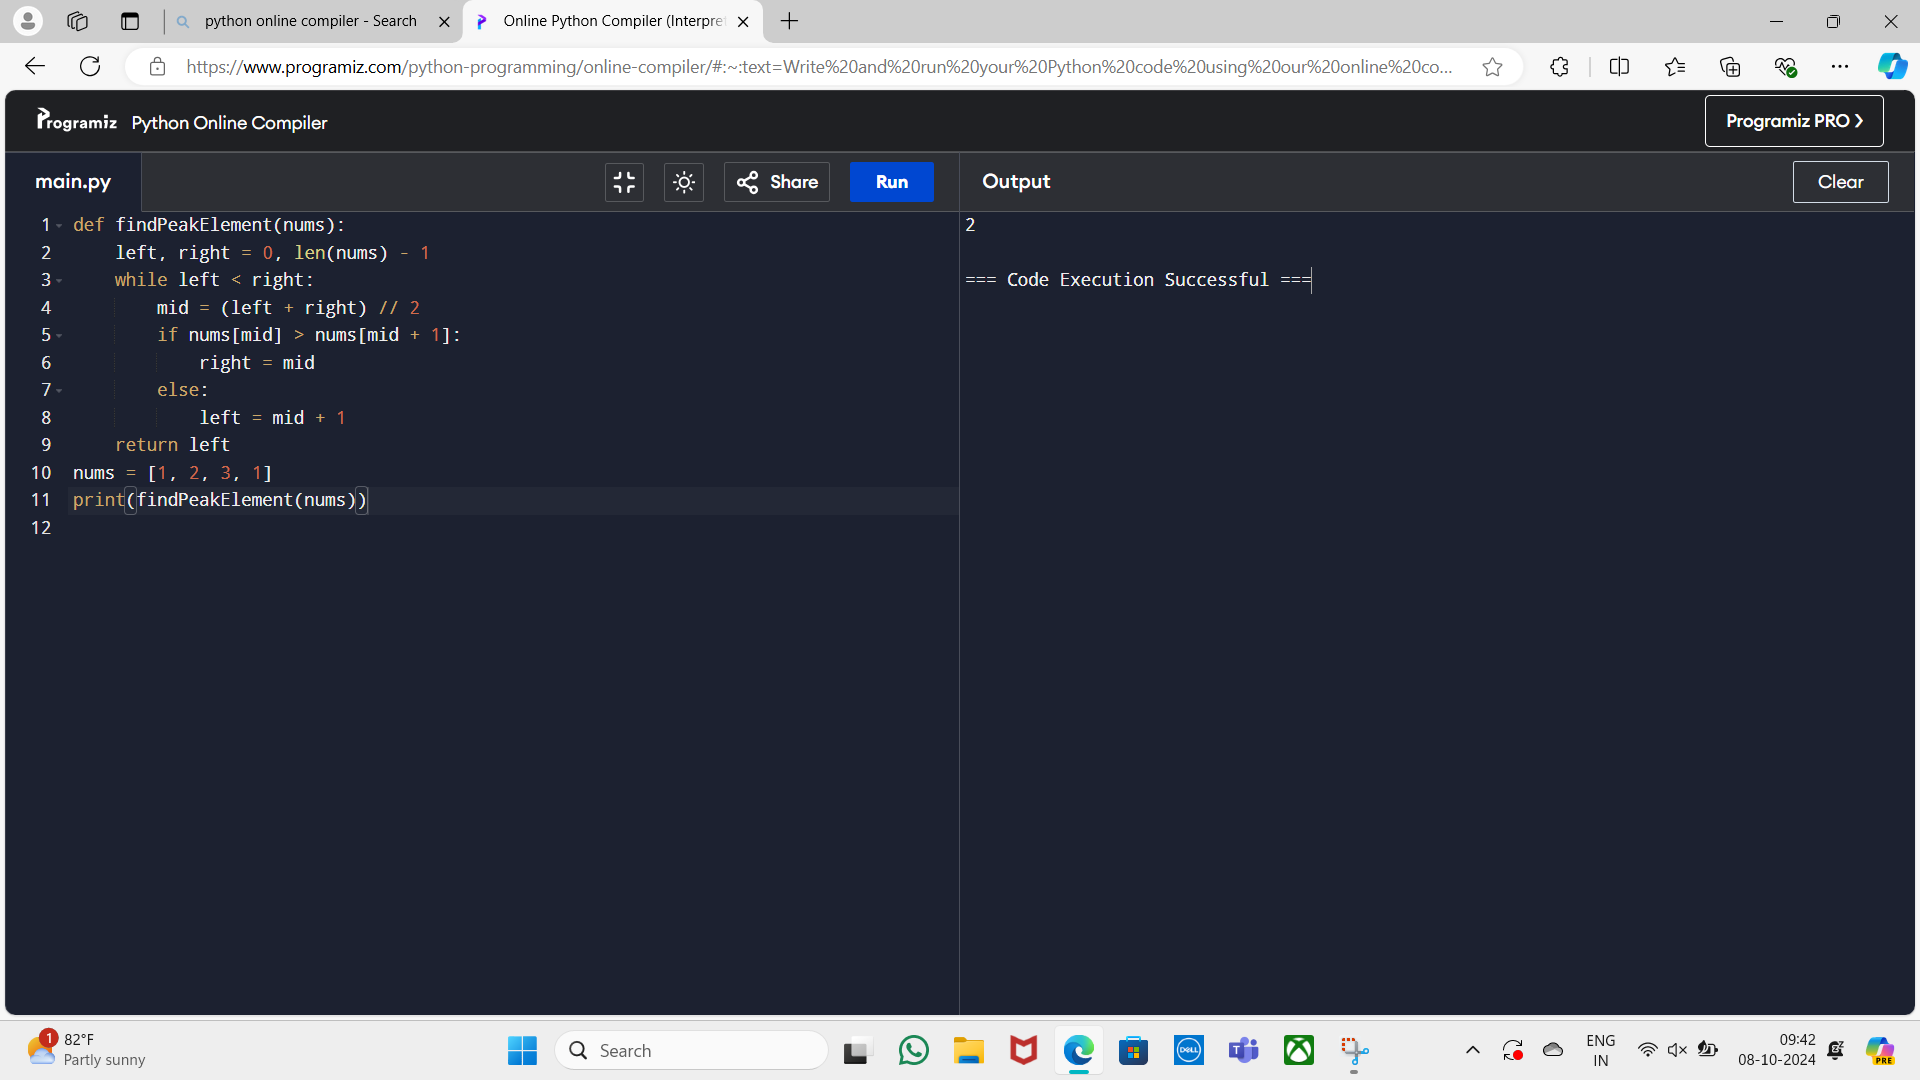 python online compiler - Search
Online Python Compiler (Interpret
https://www.programiz.com/python-programming/online-compiler/#:~:text=Write%20and%20run%20your%20Python%20code%20using%20our%20online%20co...
Programiz Python Online Compiler
Programiz PRO ❯
main.py
Share
Run
Output
Clear
1 def findPeakElement(nums):
2     left, right = 0, len(nums) - 1
3     while left < right:
4         mid = (left + right) // 2
5         if nums[mid] > nums[mid + 1]:
6             right = mid
7         else:
8             left = mid + 1
9     return left
10 nums = [1, 2, 3, 1]
11 print(findPeakElement(nums))
12
2
=== Code Execution Successful ===
1
82°F
Partly sunny
Search
DELL
T
PRE
ENG
IN
09:42
08-10-2024